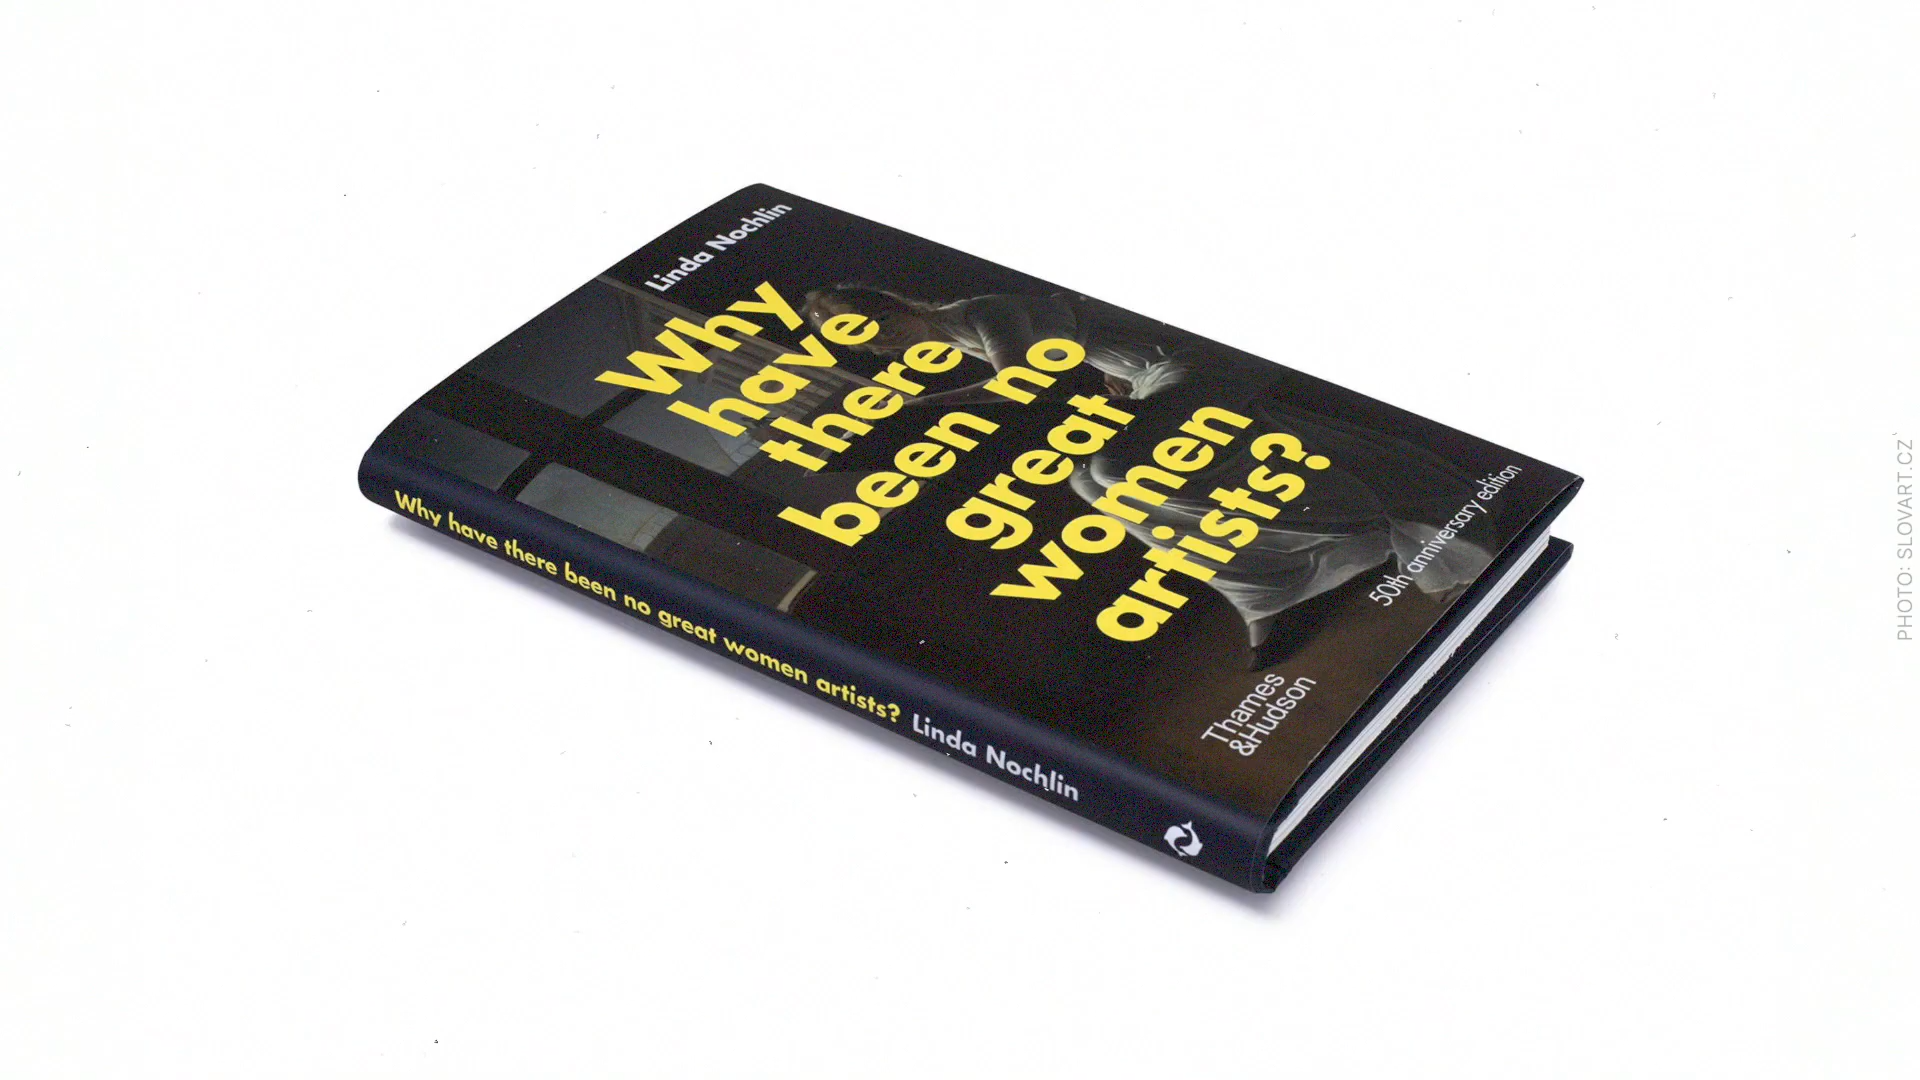 Linda Nochlin
Why
have
there
been no
great
women
artists?
50th anniversary edition
Thames
&Hudson
Why have there been no great women artists? Linda Nochlin
PHOTO: SLOVART.CZ